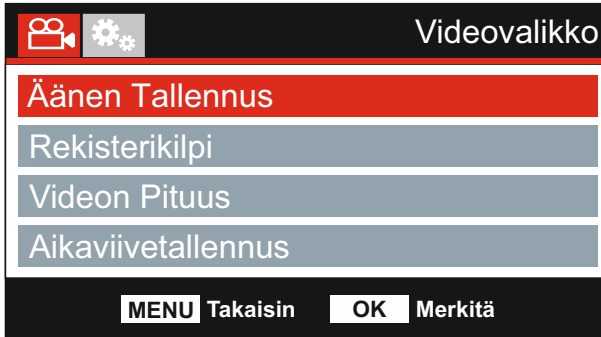 Videovalikko
Äänen Tallennus
Rekisterikilpi
Videon Pituus
Aikaviivetallennus
MENU Takaisin OK Merkitä